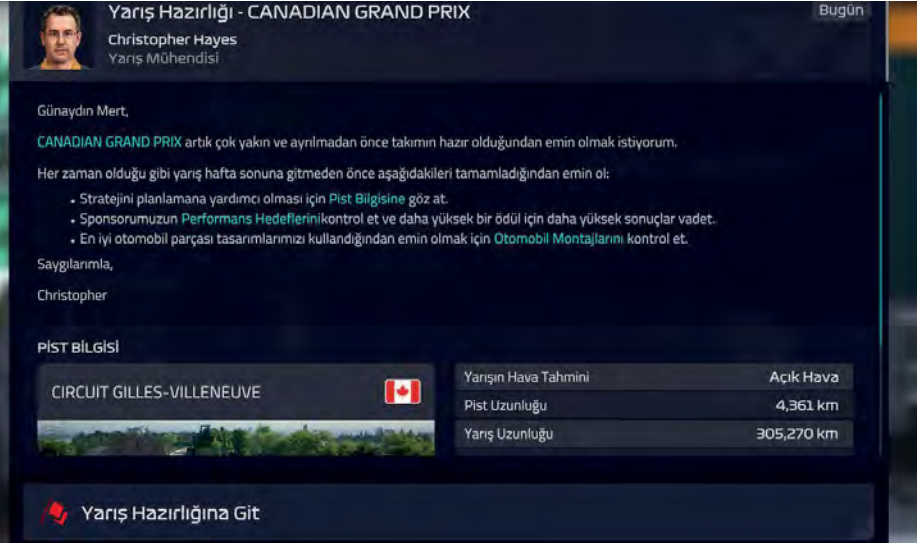 Yarış Hazırlığı - CANADIAN GRAND PRIX
Bugün
Christopher Hayes
Yarış Mühendisi
Günaydın Mert,
CANADIAN GRAND PRIX artık çok yakın ve ayrılmadan önce takımın hazır olduğundan emin olmak istiyorum.
Her zaman olduğu gibi yarış hafta sonuna gitmeden önce aşağıdakileri tamamladığından emin ol:
• Stratejini planlamana yardımcı olması için Pist Bilgisine göz at.
• Sponsorumuzun Performans Hedeflerinikontrol et ve daha yüksek bir ödül için daha yüksek sonuçlar vadet.
• En iyi otomobil parçası tasarımlarımızı kullandığından emin olmak için Otomobil Montajlarını kontrol et.
Saygılarımla,
Christopher
PİST BİLGİSİ
CIRCUIT GILLES-VILLENEUVE
Yarışın Hava Tahmini Açık Hava
Pist Uzunluğu 4,361 km
Yarış Uzunluğu 305,270 km
Yarış Hazırlığına Git